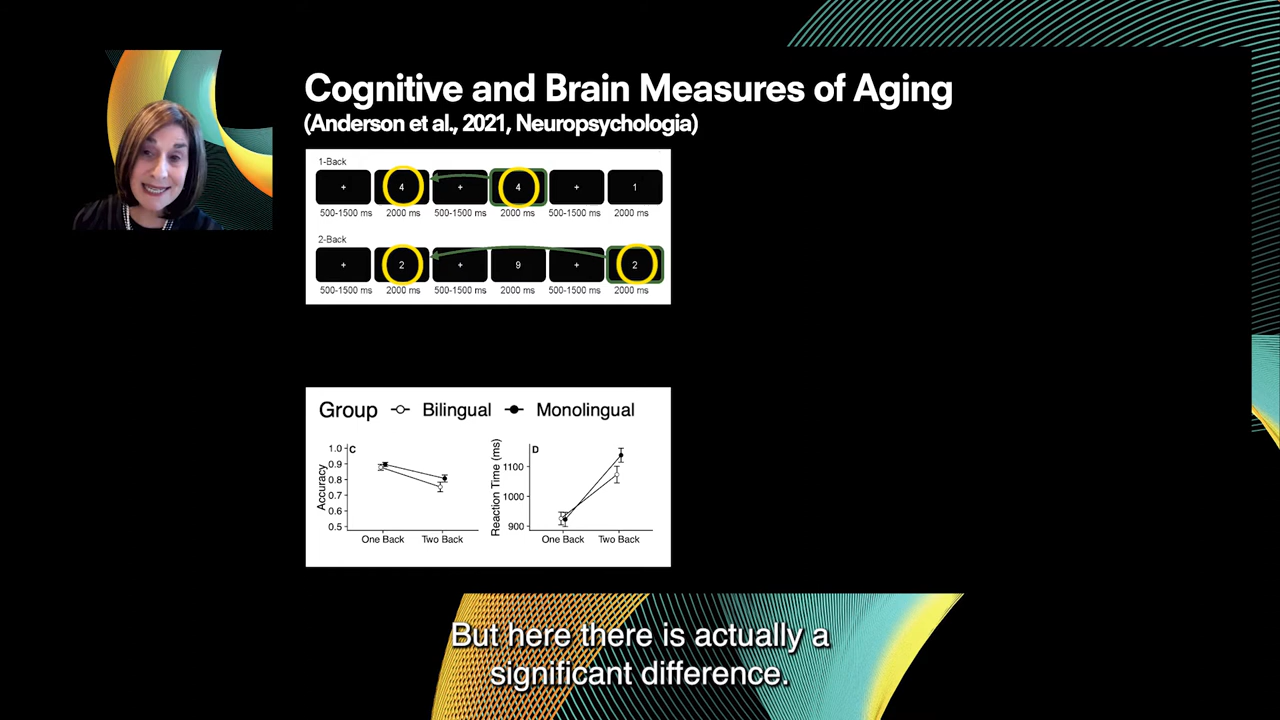 Cognitive and Brain Measures of Aging
(Anderson et al., 2021, Neuropsychologia)
1-Back
+ 4 + 4 + 1
500-1500 ms 2000 ms 500-1500 ms 2000 ms 500-1500 ms 2000 ms
2-Back
+ 2 + 9 + 2
500-1500 ms 2000 ms 500-1500 ms 2000 ms 500-1500 ms 2000 ms
Group Bilingual Monolingual
C
Accuracy
1.0
0.9
0.8
0.7
0.6
0.5
One Back Two Back
D
Reaction Time (ms)
1100
1000
900
One Back Two Back
But here there is actually a
significant difference.